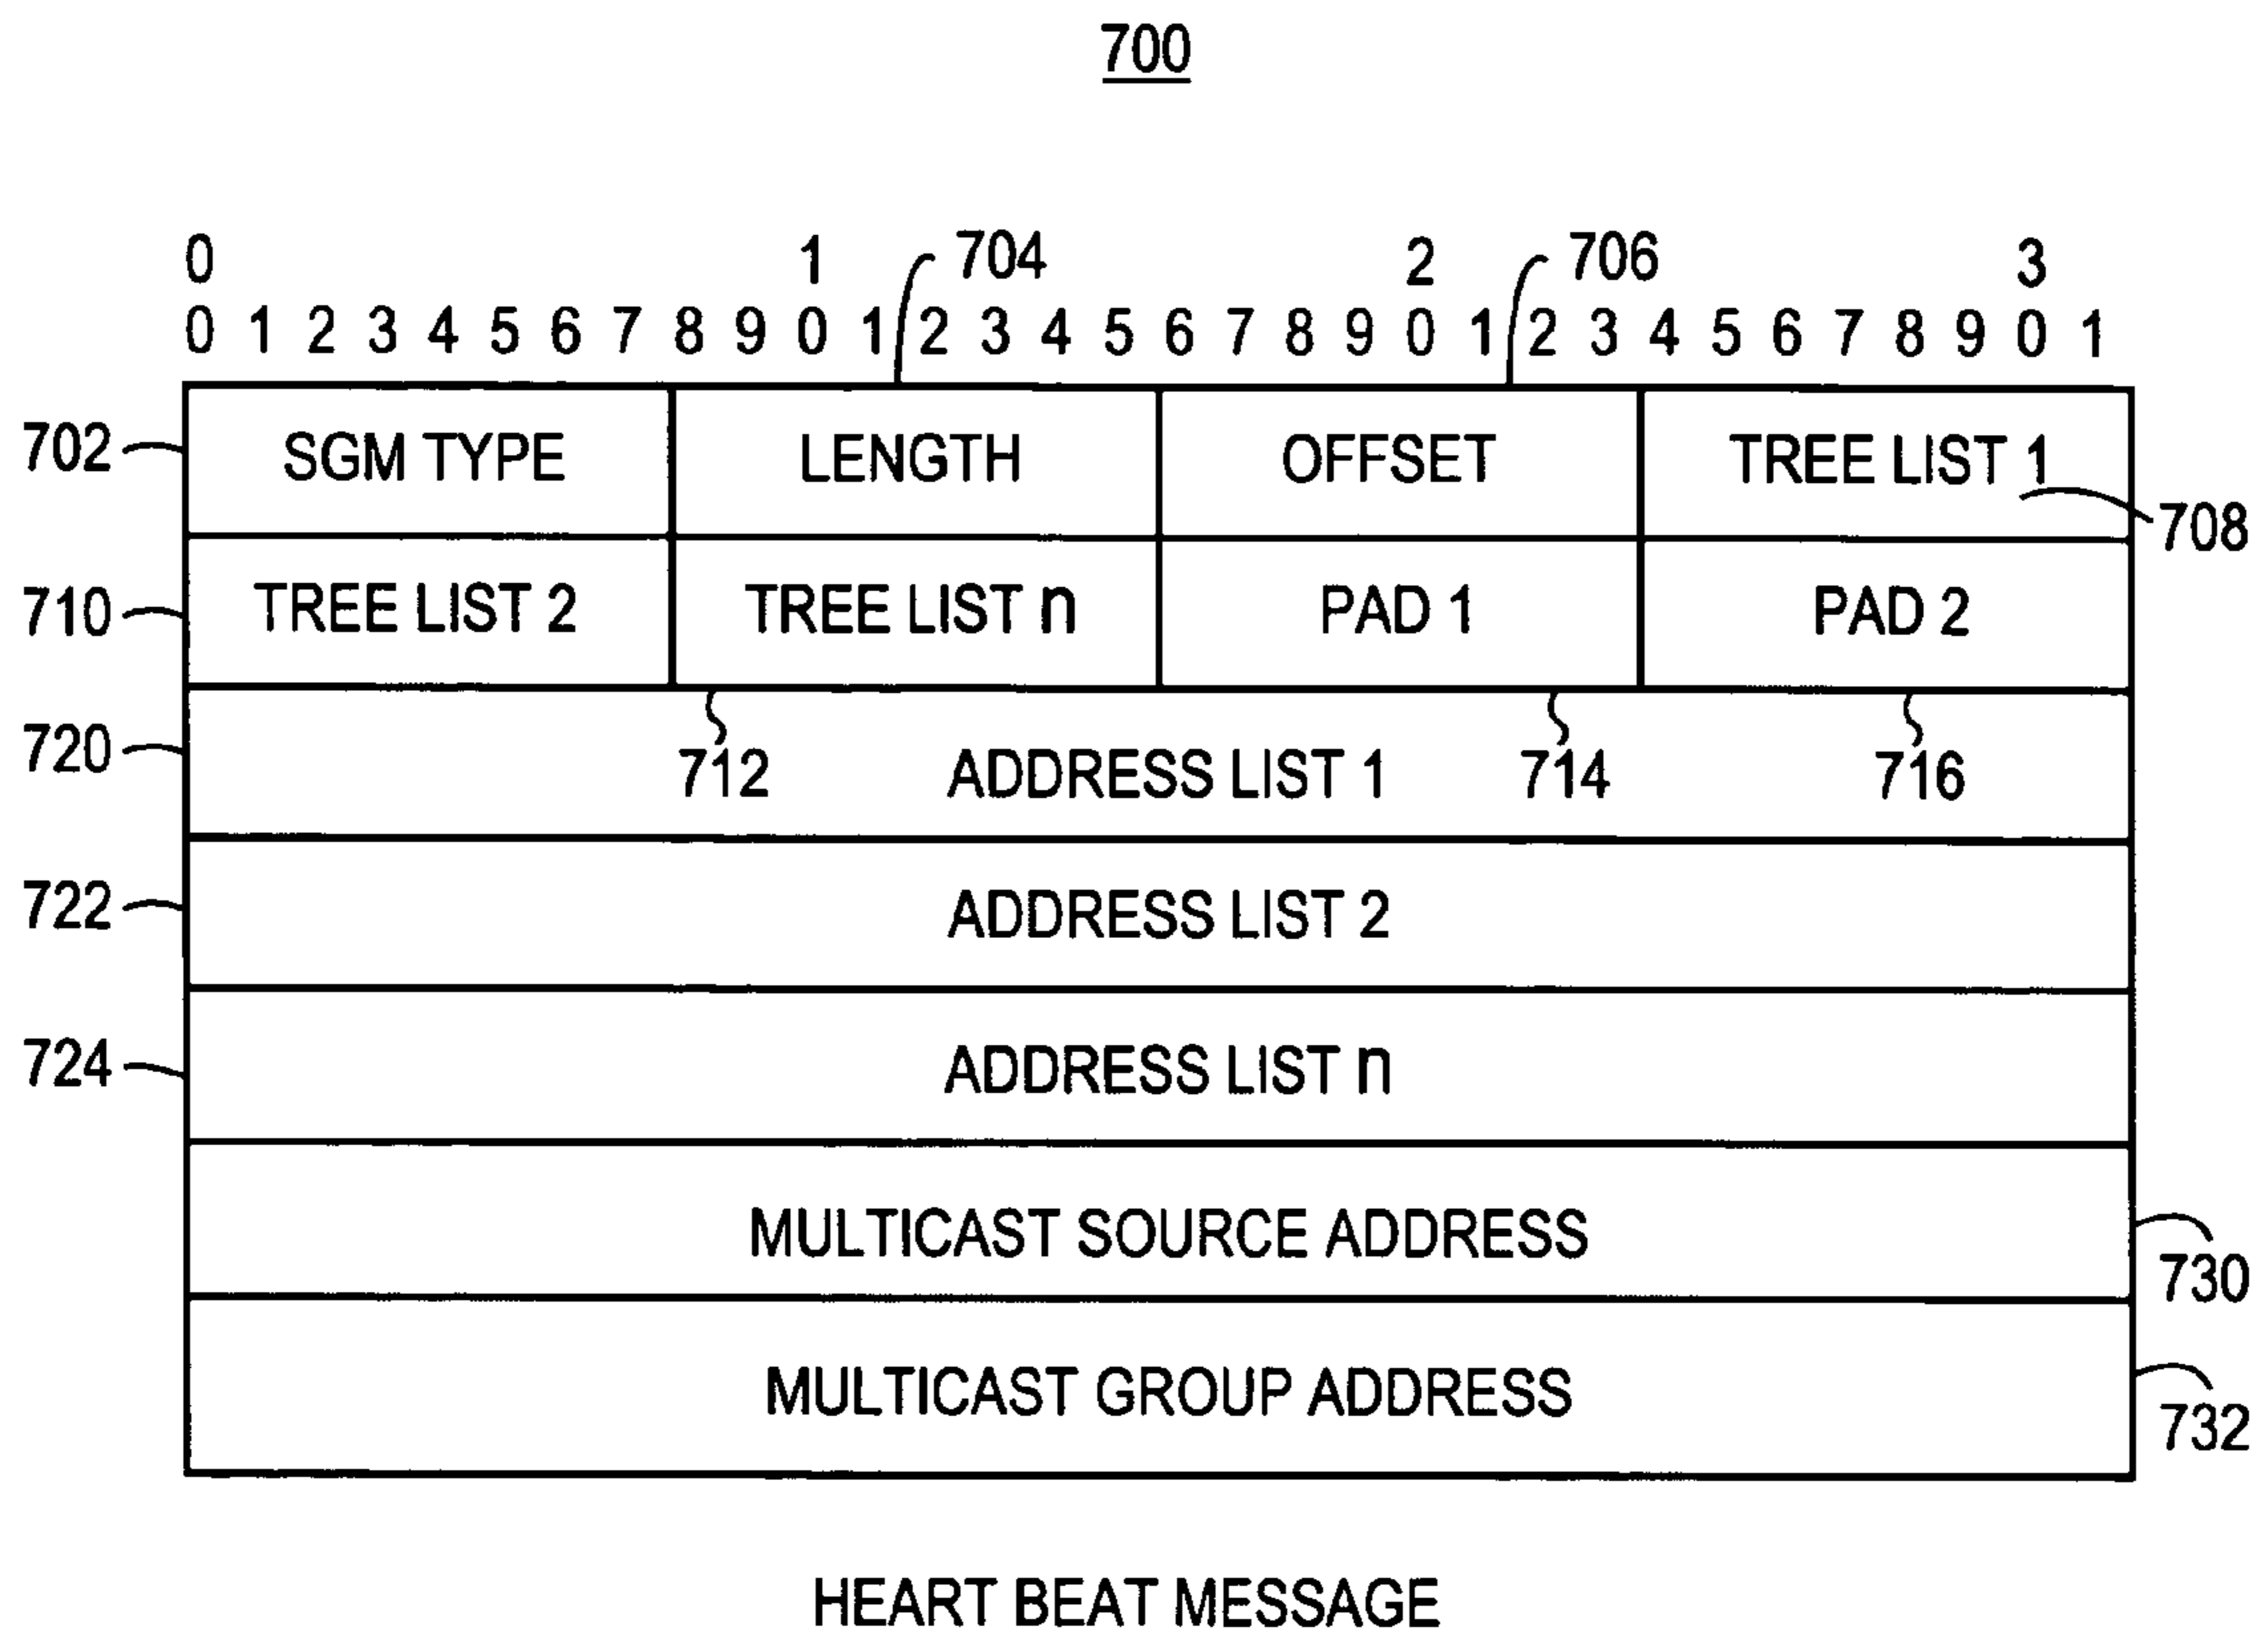 700
0 1 704 2 706 3
0 1 2 3 4 5 6 7 8 9 0 1 2 3 4 5 6 7 8 9 0 1 2 3 4 5 6 7 8 9 0 1
702 SGM TYPE LENGTH OFFSET TREE LIST 1
708
710 TREE LIST 2 TREE LIST n PAD 1 PAD 2
720 712 ADDRESS LIST 1 714 716
722 ADDRESS LIST 2
724 ADDRESS LIST n
MULTICAST SOURCE ADDRESS
730
MULTICAST GROUP ADDRESS
732
HEART BEAT MESSAGE